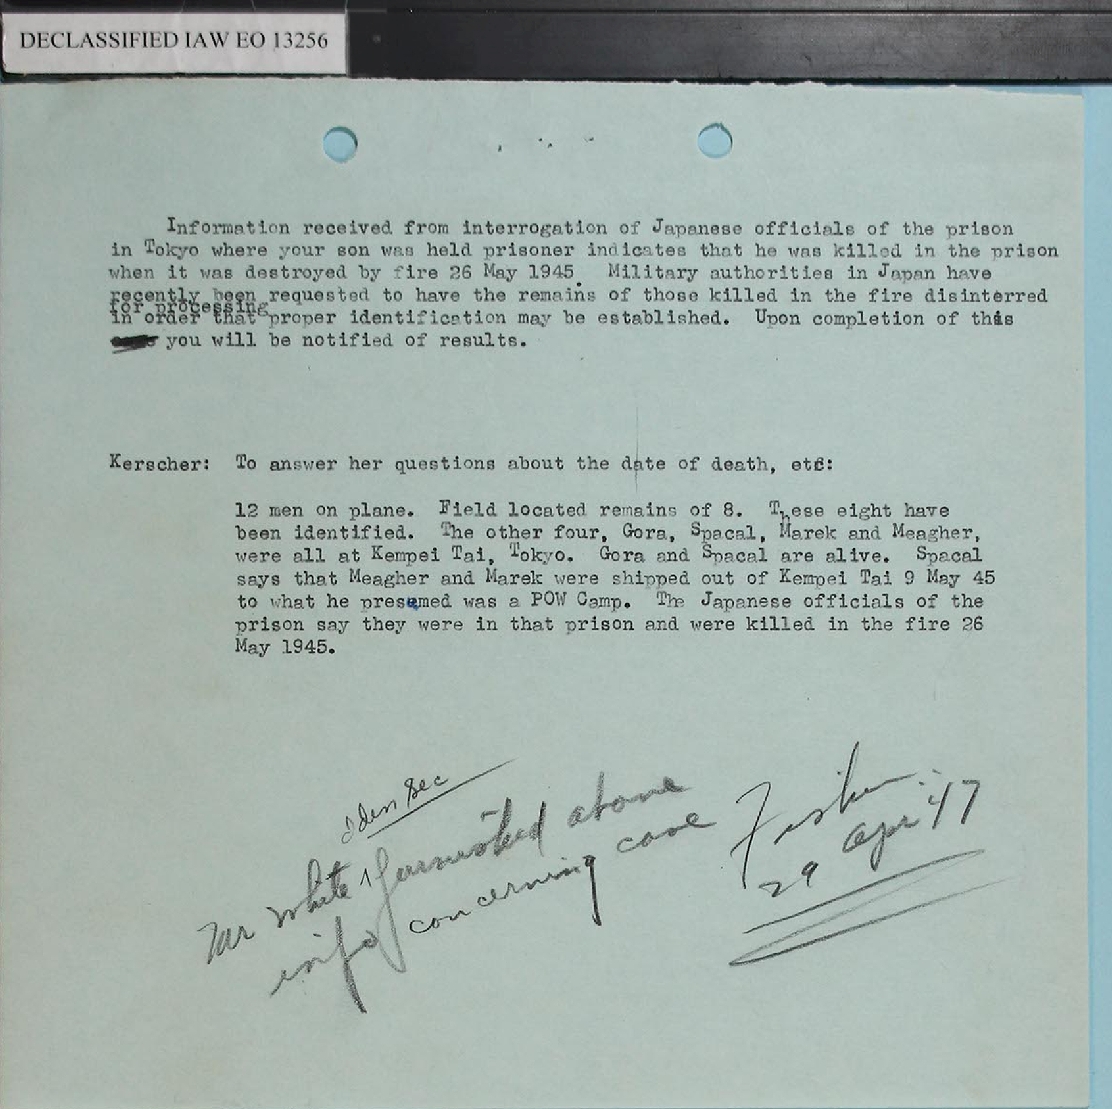 DECLASSIFIED IAW EO 13256
Information received from interrogation of Japanese officials of the prison
in Tokyo where your son was held prisoner indicates that he was killed in the prison
when it was destroyed by fire 26 May 1945. Military authorities in Japan have
recently been requested to have the remains of those killed in the fire disinterred
for processing
in order that proper identification may be established. Upon completion of this
you will be notified of results.
Kerscher: To answer her questions about the date of death, etc:
12 men on plane. Field located remains of 8. These eight have
been identified. The other four, Gora, Spacal, Marek and Meagher,
were all at Kempei Tai, Tokyo. Gora and Spacal are alive. Spacal
says that Meagher and Marek were shipped out of Kempei Tai 9 May 45
to what he presumed was a POW Camp. The Japanese officials of the
prison say they were in that prison and were killed in the fire 26
May 1945.
Iden Sec
Mr White furnished above
info concerning case
29 Apr '47